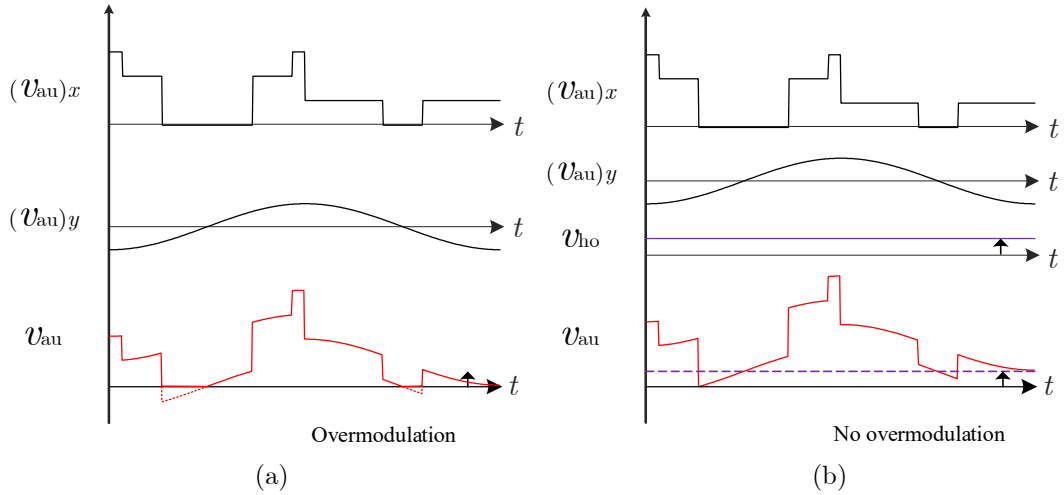 (vau)x
t
(vau)y
t
vau
t
Overmodulation
(a)
(vau)x
t
(vau)y
t
vho
t
vau
t
No overmodulation
(b)